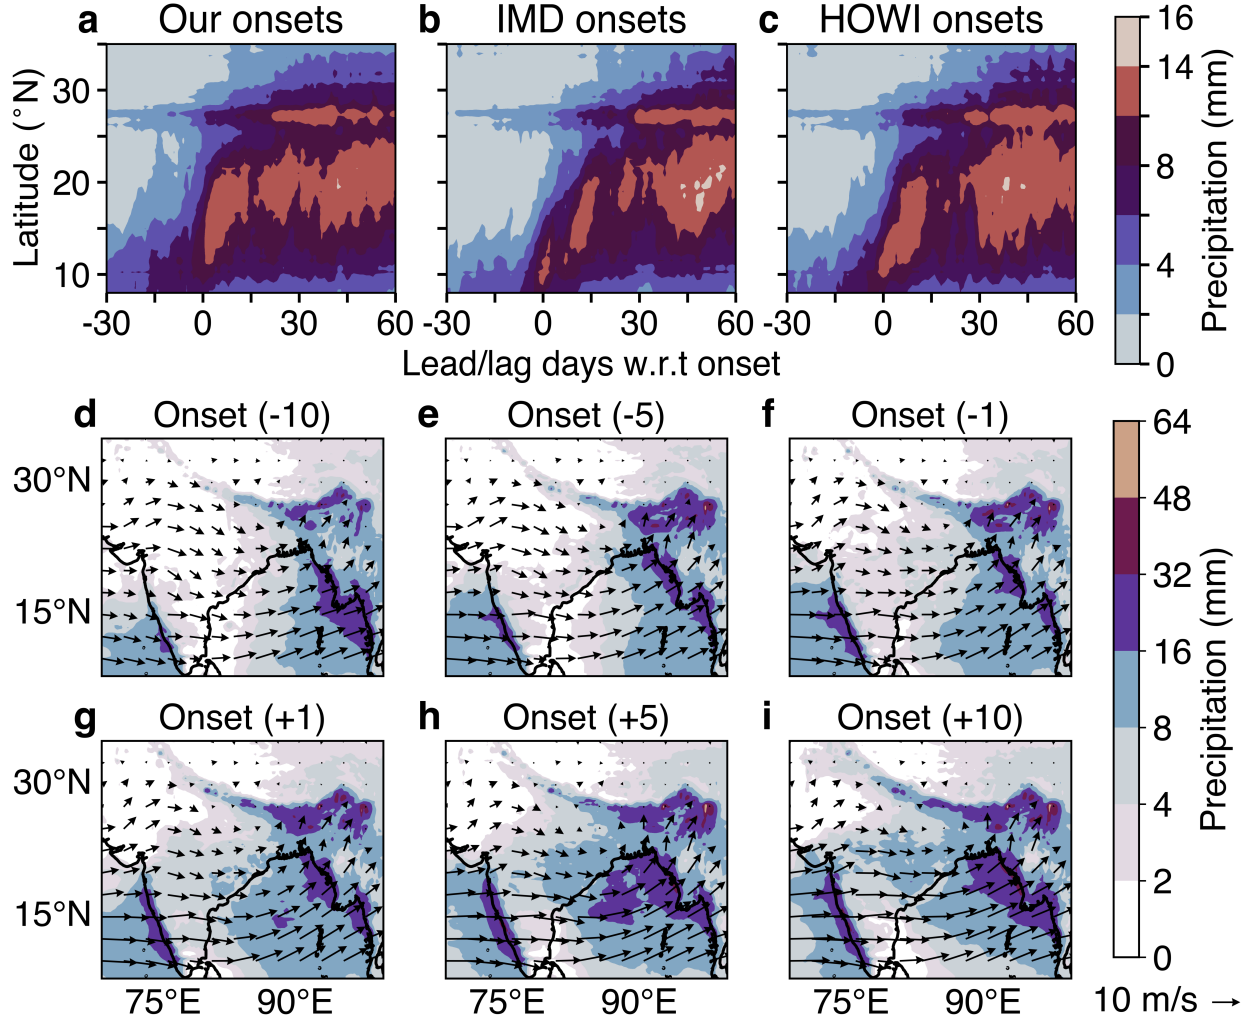 a Our onsets b IMD onsets c HOWI onsets
Latitude (°N)
30
20
10
-30 0 30 60 -30 0 30 60 -30 0 30 60
Lead/lag days w.r.t onset
16
14
8
4
0
Precipitation (mm)
d Onset (-10) e Onset (-5) f Onset (-1)
30°N
15°N
g Onset (+1) h Onset (+5) i Onset (+10)
30°N
15°N
75°E 90°E 75°E 90°E 75°E 90°E
64
48
32
16
8
4
2
0
Precipitation (mm)
10 m/s →